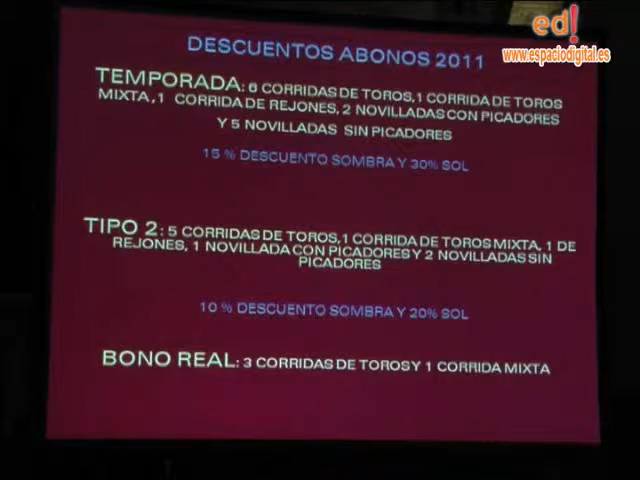 ed!
www.espaciodigital.es
DESCUENTOS ABONOS 2011
TEMPORADA: 6 CORRIDAS DE TOROS, 1 CORRIDA DE TOROS
MIXTA, 1 CORRIDA DE REJONES, 2 NOVILLADAS CON PICADORES
Y 5 NOVILLADAS SIN PICADORES
15 % DESCUENTO SOMBRA Y 30% SOL
TIPO 2: 5 CORRIDAS DE TOROS, 1 CORRIDA DE TOROS MIXTA, 1 DE
REJONES, 1 NOVILLADA CON PICADORES Y 2 NOVILLADAS SIN
PICADORES
10 % DESCUENTO SOMBRA Y 20% SOL
BONO REAL: 3 CORRIDAS DE TOROS Y 1 CORRIDA MIXTA